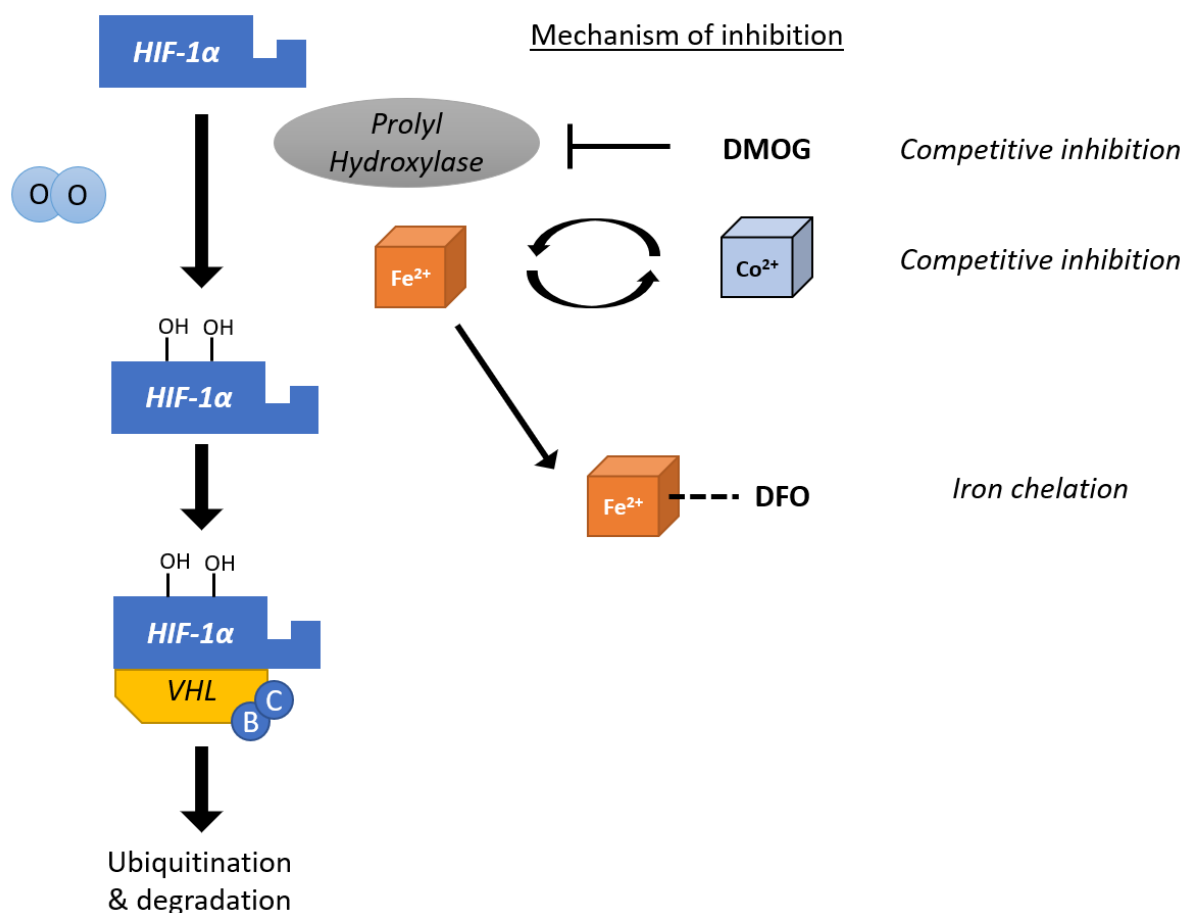 HIF-1α
Mechanism of inhibition
Prolyl
Hydroxylase
DMOG
Competitive inhibition
O O
Fe²⁺
Co²⁺
Competitive inhibition
OH OH
HIF-1α
Fe²⁺
DFO
Iron chelation
OH OH
HIF-1α
VHL
B C
Ubiquitination
& degradation